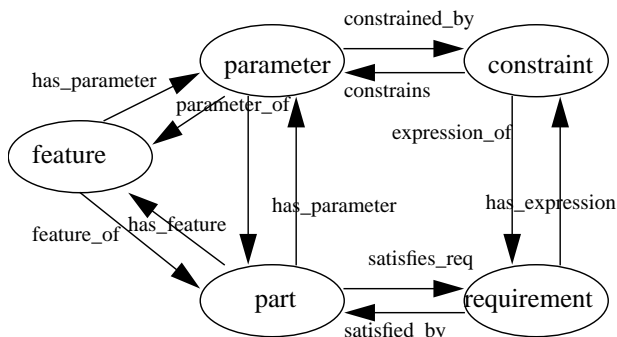 constrained_by
parameter
constraint
has_parameter
constrains
parameter_of
expression_of
feature
has_parameter
has_expression
has_feature
feature_of
satisfies_req
part
requirement
satisfied_by